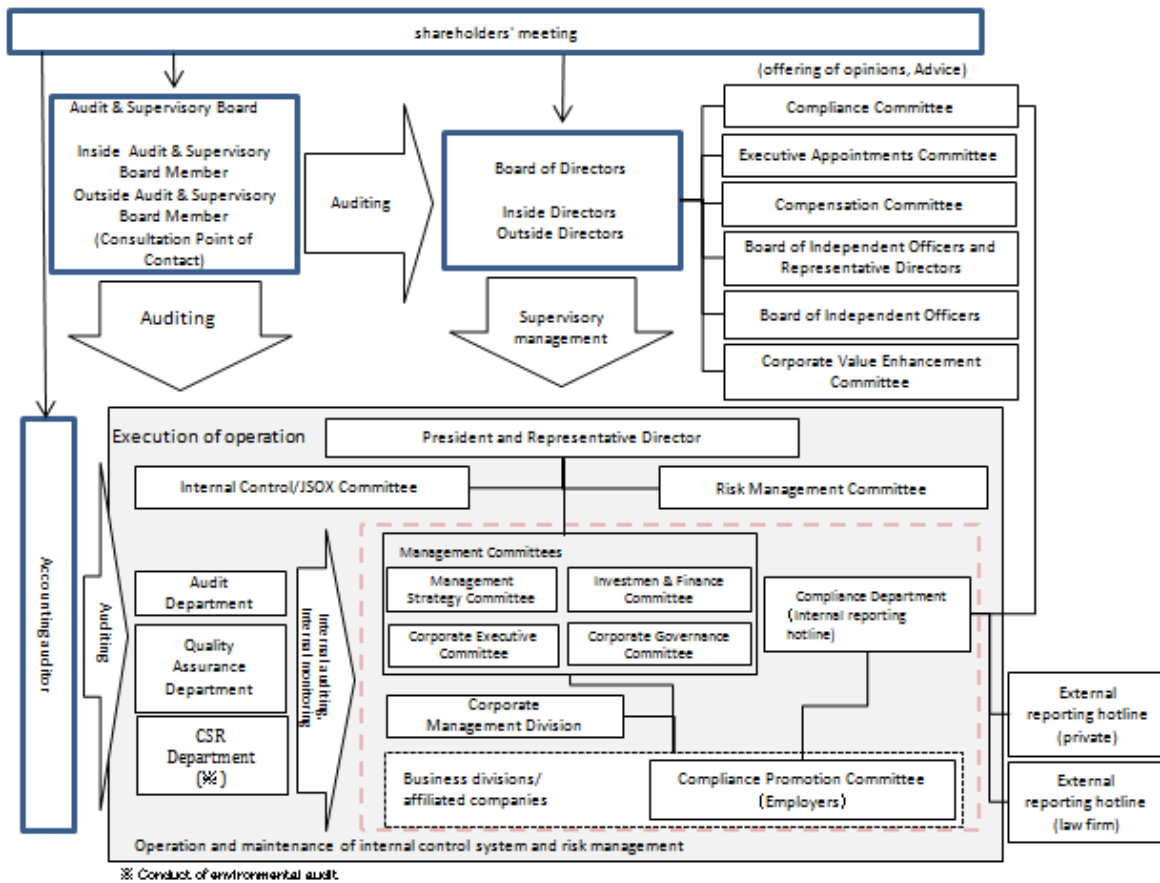 shareholders' meeting
(offering of opinions, Advice)
Audit & Supervisory Board
Inside Audit & Supervisory
Board Member
Outside Audit & Supervisory
Board Member
(Consultation Point of
Contact)
Auditing
Board of Directors
Inside Directors
Outside Directors
Compliance Committee
Executive Appointments Committee
Compensation Committee
Board of Independent Officers and
Representative Directors
Board of Independent Officers
Corporate Value Enhancement
Committee
Auditing
Supervisory
management
Accounting auditor
Auditing
Execution of operation
President and Representative Director
Internal Control/JSOX Committee
Risk Management Committee
Audit
Department
Quality
Assurance
Department
CSR
Department
(※)
Internal auditing,
Internal monitoring
Management Committees
Management
Strategy Committee
Investmen & Finance
Committee
Corporate Executive
Committee
Corporate Governance
Committee
Compliance Department
(Internal reporting
hotline)
Corporate
Management Division
Business divisions/
affiliated companies
Compliance Promotion Committee
(Employers)
External
reporting hotline
(private)
External
reporting hotline
(law firm)
Operation and maintenance of internal control system and risk management
※ Conduct of environmental audit